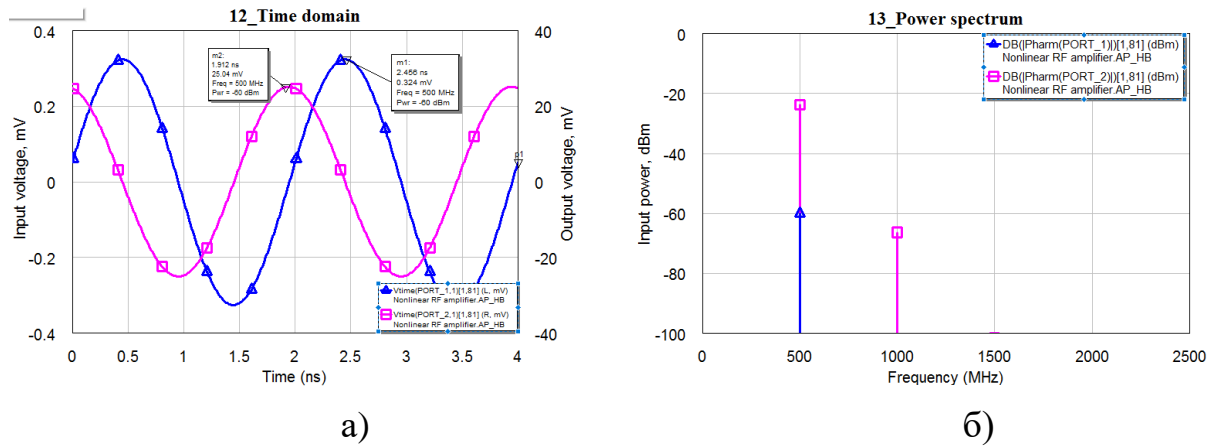 12_Time domain
0.4
0.2
0
-0.2
-0.4
Input voltage, mV
40
20
0
-20
-40
Output voltage, mV
m2:
1.912 ns
25.04 mV
Freq = 500 MHz
Pwr = -60 dBm
m1:
2.456 ns
0.324 mV
Freq = 500 MHz
Pwr = -60 dBm
p1
Vtime(PORT_1,1)[1,81] (L, mV)
Nonlinear RF amplifier.AP_HB
Vtime(PORT_2,1)[1,81] (R, mV)
Nonlinear RF amplifier.AP_HB
0 0.5 1 1.5 2 2.5 3 3.5 4
Time (ns)
а)
13_Power spectrum
0
-20
-40
-60
-80
-100
Input power, dBm
DB(|Pharm(PORT_1)|)[1,81] (dBm)
Nonlinear RF amplifier.AP_HB
DB(|Pharm(PORT_2)|)[1,81] (dBm)
Nonlinear RF amplifier.AP_HB
0 500 1000 1500 2000 2500
Frequency (MHz)
б)